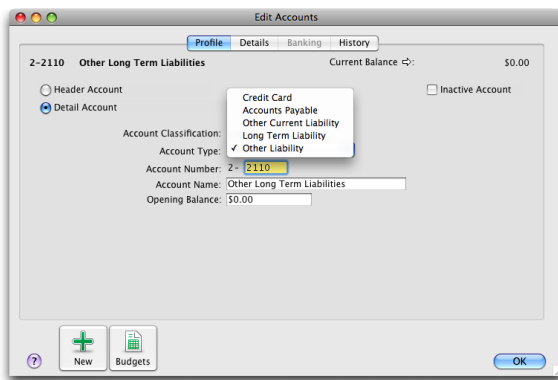 Edit Accounts
Profile Details Banking History
2-2110 Other Long Term Liabilities Current Balance ⇨: $0.00
Header Account Inactive Account
Detail Account
Credit Card
Accounts Payable
Other Current Liability
Account Classification:
Long Term Liability
Account Type: ✓ Other Liability
Account Number: 2- 2110
Account Name: Other Long Term Liabilities
Opening Balance: $0.00
? New Budgets OK